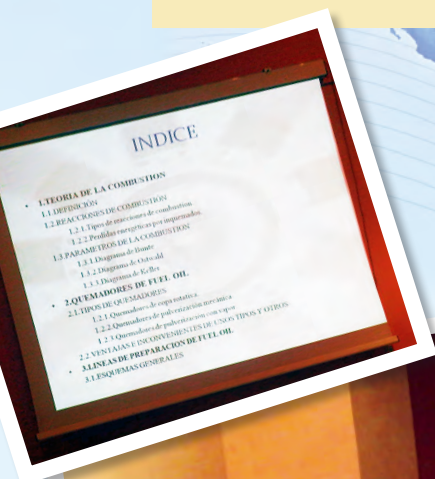 INDICE
• 1.TEORIA DE LA COMBUSTION
1.1.DEFINICIÓN
1.2.REACCIONES DE COMBUSTIÓN
1.2.1.Tipos de reacciones de combustion
1.2.2.Perdidas energéticas por inquemados.
1.3.PARAMETROS DE LA COMBUSTION
1.3.1.Diagrama de Bunte
1.3.2.Diagrama de Ostwald
1.3.3.Diagrama de Keller
• 2.QUEMADORES DE FUEL OIL
2.1.TIPOS DE QUEMADORES
1.2.1.Quemadores de copa rotativa.
1.2.2.Quemadores de pulverización mecánica
1.2.3.Quemadores de pulverización con vapor
2.2 VENTAJAS E INCONVENIENTES DE UNOS TIPOS Y OTROS.
• 3.LINEAS DE PREPARACION DE FUEL OIL
3.1.ESQUEMAS GENERALES